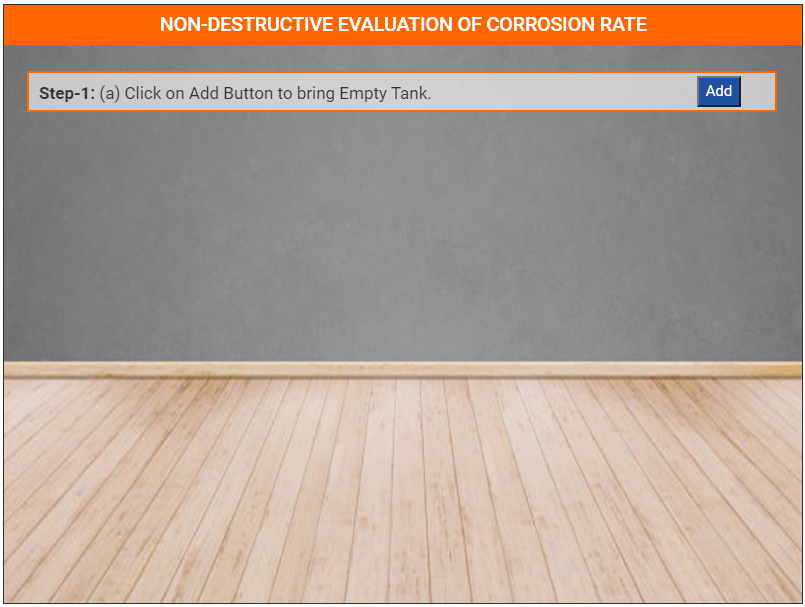 NON-DESTRUCTIVE EVALUATION OF CORROSION RATE
Step-1: (a) Click on Add Button to bring Empty Tank. Add